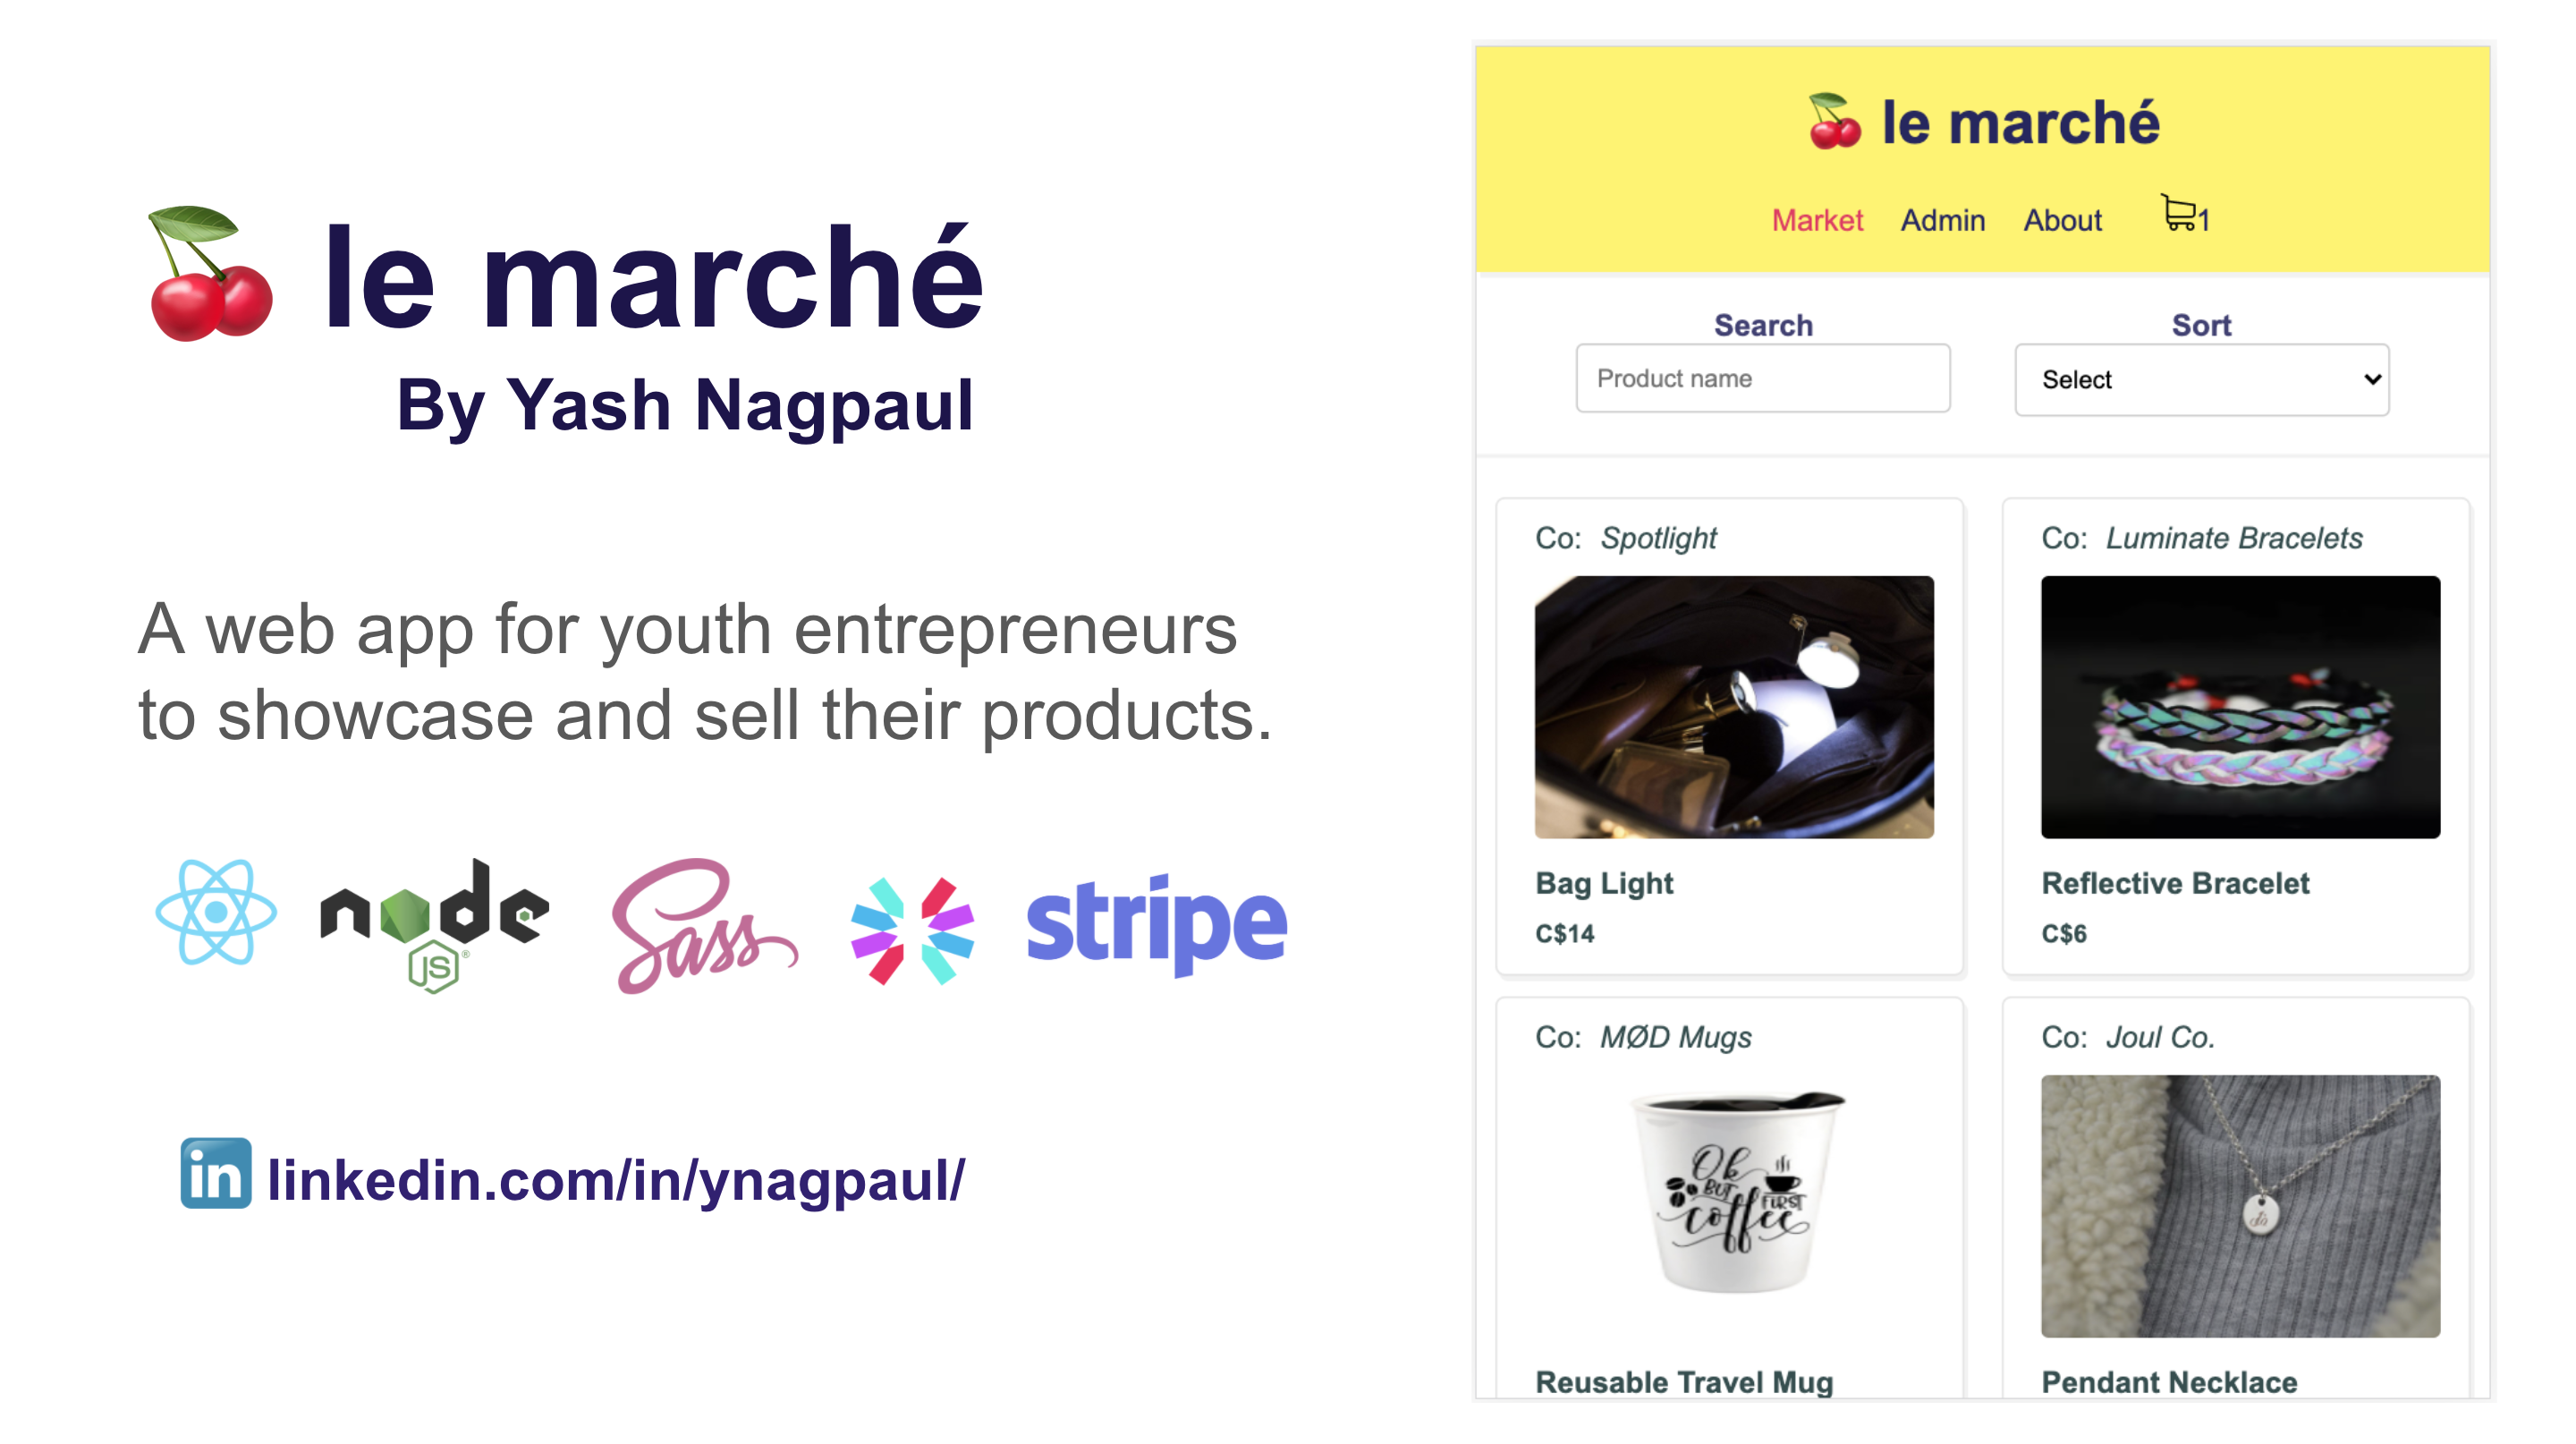 le marché
By Yash Nagpaul
A web app for youth entrepreneurs
to showcase and sell their products.
node
JS®
Sass
stripe
in linkedin.com/in/ynagpaul/
le marché
Market Admin About 1
Search Sort
Product name Select
Co: Spotlight
Bag Light
C$14
Co: Luminate Bracelets
Reflective Bracelet
C$6
Co: MØD Mugs
Ok
BUT FIRST
coffee
Reusable Travel Mug
Co: Joul Co.
Pendant Necklace